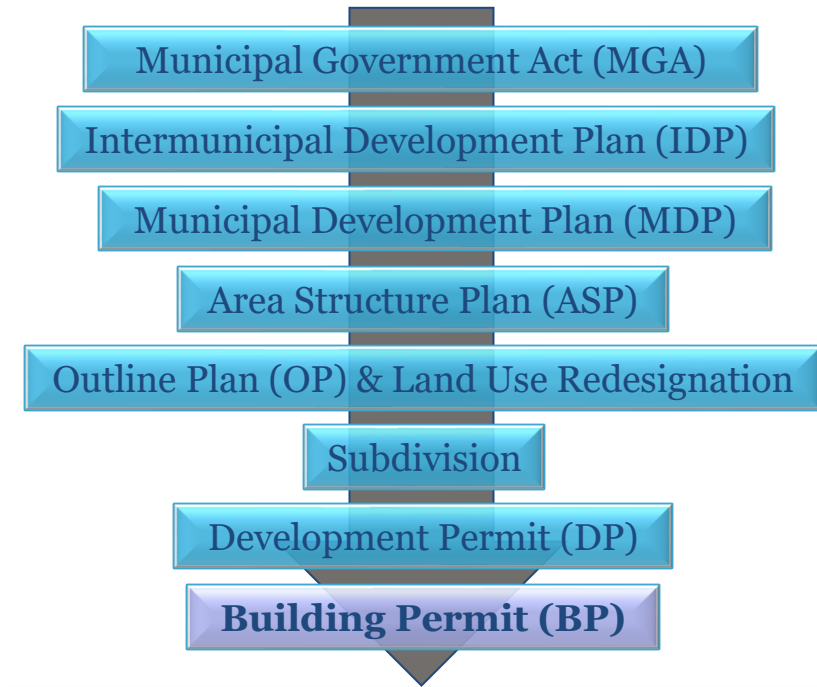 Municipal Government Act (MGA)
Intermunicipal Development Plan (IDP)
Municipal Development Plan (MDP)
Area Structure Plan (ASP)
Outline Plan (OP) & Land Use Redesignation
Subdivision
Development Permit (DP)
Building Permit (BP)